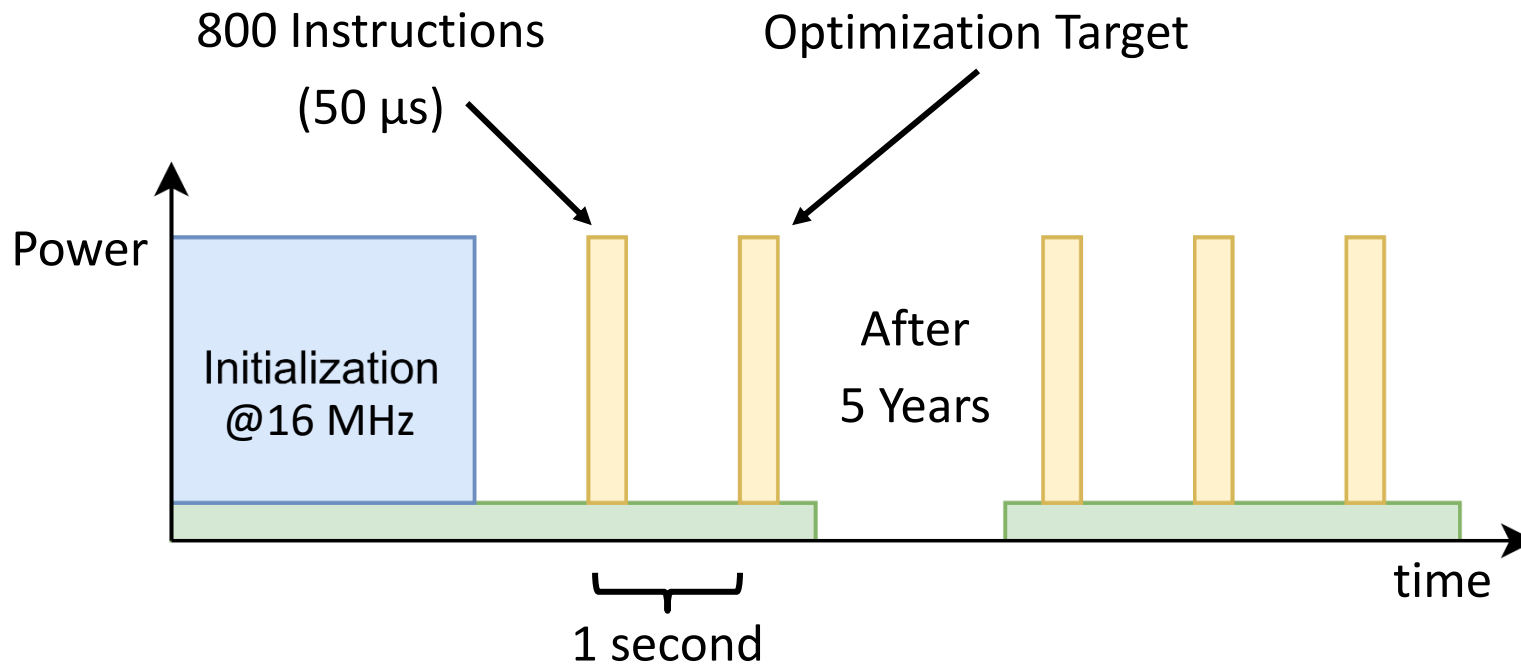 800 Instructions
(50 µs)
Optimization Target
Power
Initialization
@16 MHz
After
5 Years
time
1 second